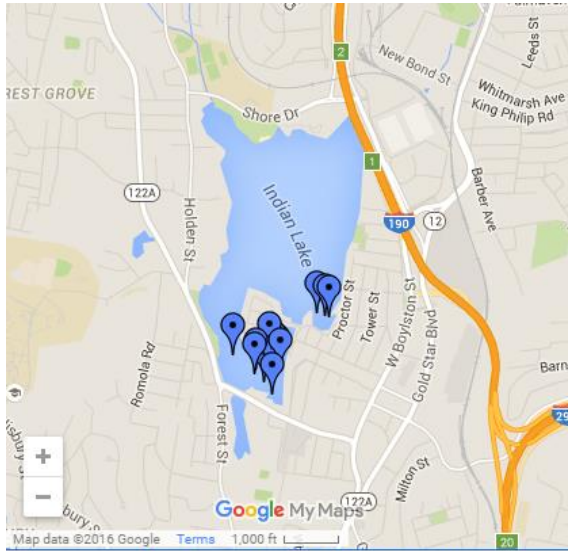 2
New Bond St
Leeds St
Whitmarsh Ave
King Philip Rd
REST GROVE
Shore Dr
1
Barber Ave
122A
Holden St
Indian Lake
190
12
Proctor St
Tower St
W Boylston St
Gold Star Blvd
Romola Rd
Barn
Forest St
Milton St
29
122A
+
−
Google My Maps
20
Map data ©2016 Google Terms 1,000 ft